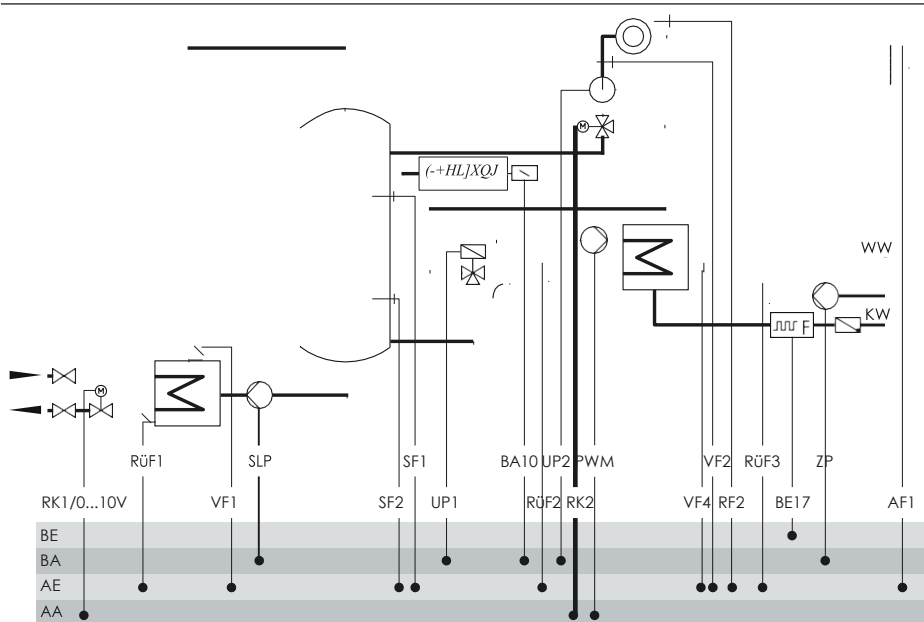 M
(-+HL]XQJ
WW
F
KW
M
RüF1 SLP SF1 BA10 UP2 PWM VF2 RüF3 ZP
RK1/0...10V VF1 SF2 UP1 RüF2 RK2 VF4 RF2 BE17 AF1
BE
BA
AE
AA